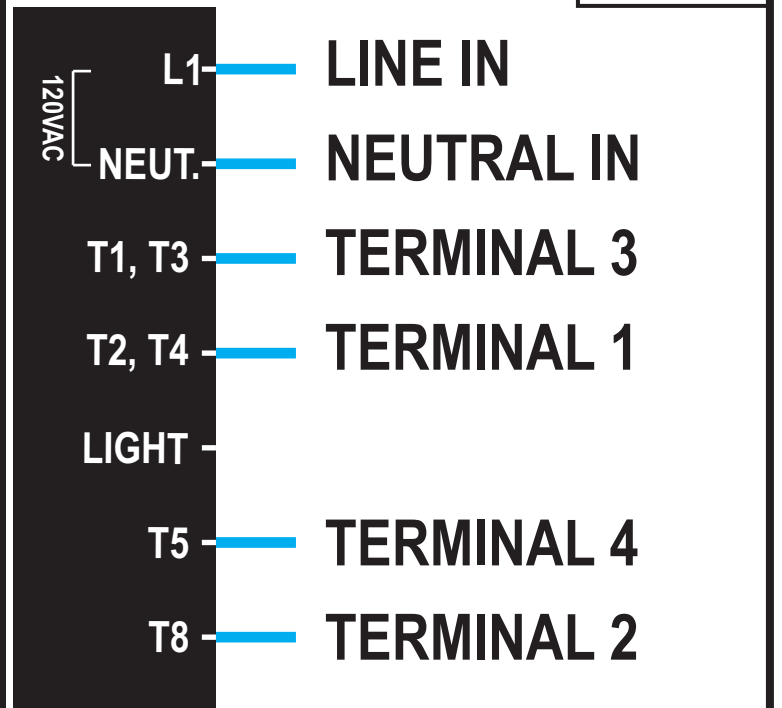 L1 LINE IN
120VAC
NEUT. NEUTRAL IN
T1, T3 TERMINAL 3
T2, T4 TERMINAL 1
LIGHT
T5 TERMINAL 4
T8 TERMINAL 2